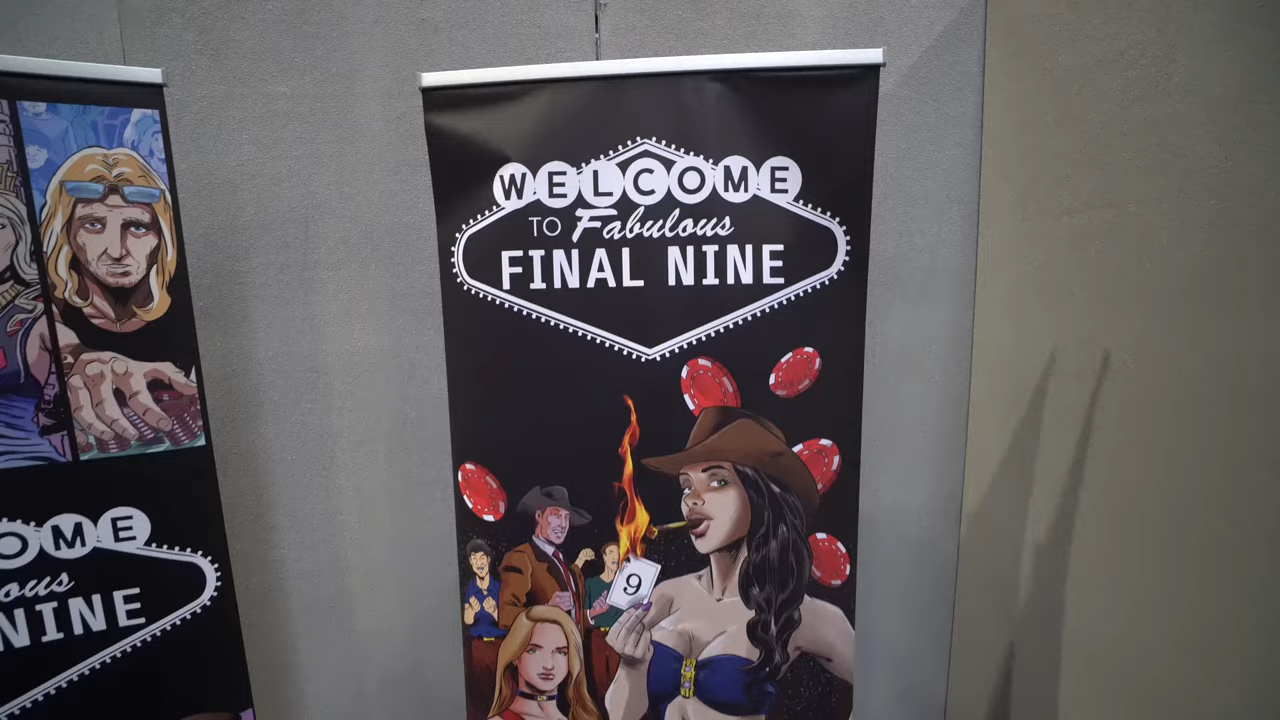 WELCOME
TO Fabulous
FINAL NINE
9
OME
ous
NINE